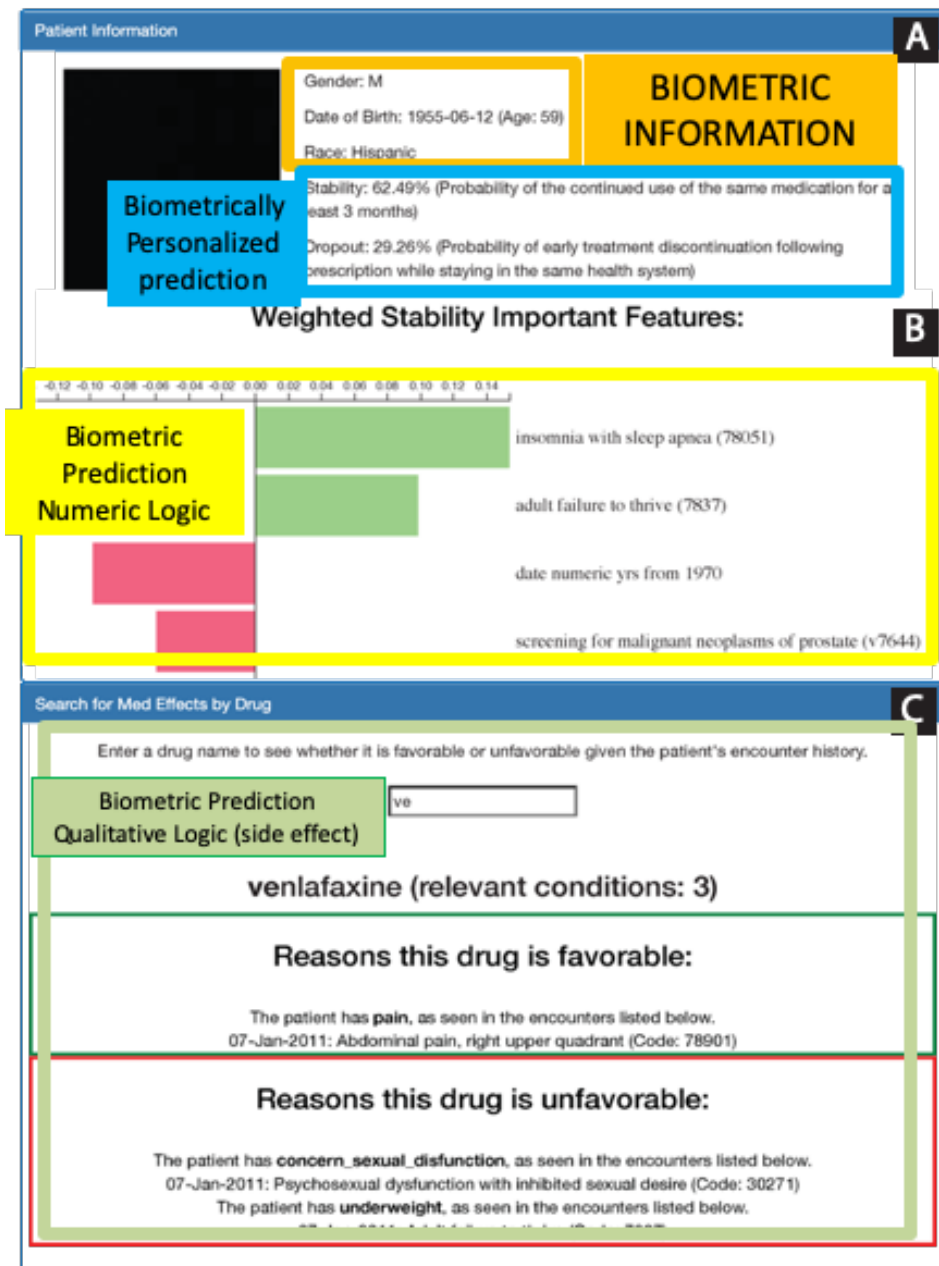 Patient Information
A
Gender: M
Date of Birth: 1955-06-12 (Age: 59)
Race: Hispanic
BIOMETRIC
INFORMATION
Biometrically
Personalized
prediction
Stability: 62.49% (Probability of the continued use of the same medication for a
least 3 months)
Dropout: 29.26% (Probability of early treatment discontinuation following
prescription while staying in the same health system)
Weighted Stability Important Features:
B
-0.12 -0.10 -0.08 -0.06 -0.04 -0.02 0.00 0.02 0.04 0.06 0.08 0.10 0.12 0.14
Biometric
Prediction
Numeric Logic
insomnia with sleep apnea (78051)
adult failure to thrive (7837)
date numeric yrs from 1970
screening for malignant neoplasms of prostate (v7644)
Search for Med Effects by Drug
C
Enter a drug name to see whether it is favorable or unfavorable given the patient's encounter history.
Biometric Prediction
Qualitative Logic (side effect)
ve
venlafaxine (relevant conditions: 3)
Reasons this drug is favorable:
The patient has pain, as seen in the encounters listed below.
07-Jan-2011: Abdominal pain, right upper quadrant (Code: 78901)
Reasons this drug is unfavorable:
The patient has concern_sexual_disfunction, as seen in the encounters listed below.
07-Jan-2011: Psychosexual dysfunction with inhibited sexual desire (Code: 30271)
The patient has underweight, as seen in the encounters listed below.